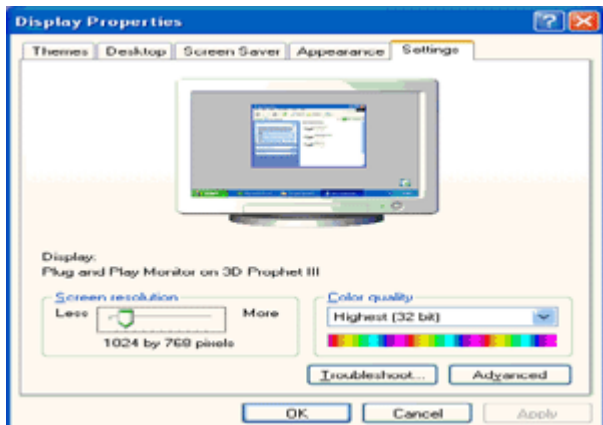 Display Properties
Themes Desktop Screen Saver Appearance Settings
Display:
Plug and Play Monitor on 3D Prophet III
Screen resolution
Less More
1024 by 768 pixels
Color quality
Highest (32 bit)
Troubleshoot... Advanced
OK Cancel Apply